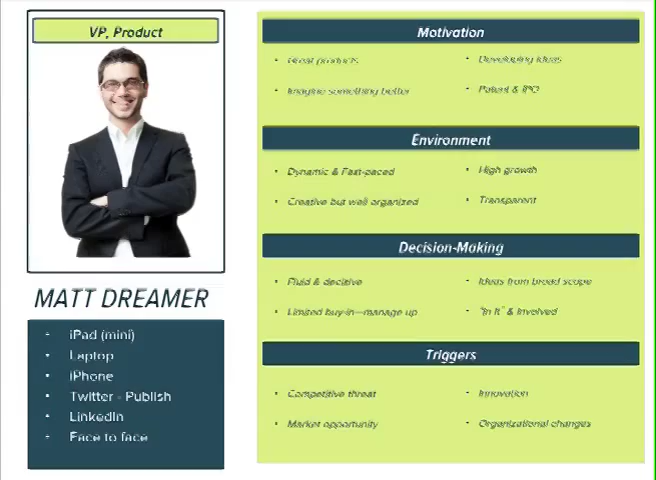 VP, Product
MATT DREAMER
iPad (mini)
Laptop
iPhone
Twitter - Publish
LinkedIn
Face to face
Motivation
Great products
Developing ideas
Imagine something better
Patent & IPO
Environment
Dynamic & Fast-paced
High growth
Creative but well organized
Transparent
Decision-Making
Fluid & decisive
Ideas from broad scope
Limited buy-in—manage up
"In It" & Involved
Triggers
Competitive threat
Innovation
Market opportunity
Organizational changes